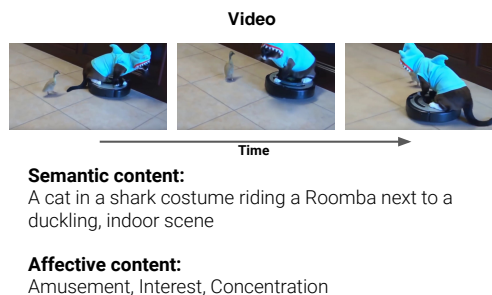 Video
Time
Semantic content:
A cat in a shark costume riding a Roomba next to a
duckling, indoor scene
Affective content:
Amusement, Interest, Concentration